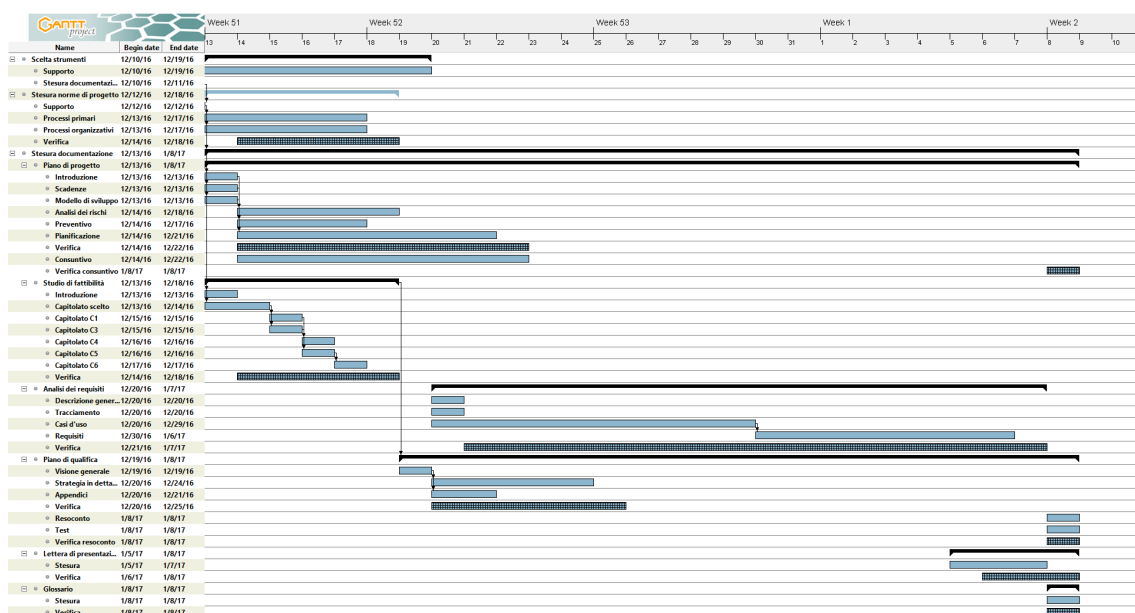 GANTT
project
Week 51 Week 52 Week 53 Week 1 Week 2
13 14 15 16 17 18 19 20 21 22 23 24 25 26 27 28 29 30 31 1 2 3 4 5 6 7 8 9 10
Name Begin date End date
Scelta strumenti 12/10/16 12/19/16
Supporto 12/10/16 12/19/16
Stesura documentazi... 12/10/16 12/11/16
Stesura norme di progetto 12/12/16 12/18/16
Supporto 12/12/16 12/12/16
Processi primari 12/13/16 12/17/16
Processi organizzativi 12/13/16 12/17/16
Verifica 12/14/16 12/18/16
Stesura documentazione 12/13/16 1/8/17
Piano di progetto 12/13/16 1/8/17
Introduzione 12/13/16 12/13/16
Scadenze 12/13/16 12/13/16
Modello di sviluppo 12/13/16 12/13/16
Analisi dei rischi 12/14/16 12/18/16
Preventivo 12/14/16 12/17/16
Pianificazione 12/14/16 12/21/16
Verifica 12/14/16 12/22/16
Consuntivo 12/14/16 12/22/16
Verifica consuntivo 1/8/17 1/8/17
Studio di fattibilità 12/13/16 12/18/16
Introduzione 12/13/16 12/13/16
Capitolato scelto 12/13/16 12/14/16
Capitolato C1 12/15/16 12/15/16
Capitolato C3 12/15/16 12/15/16
Capitolato C4 12/16/16 12/16/16
Capitolato C5 12/16/16 12/16/16
Capitolato C6 12/17/16 12/17/16
Verifica 12/14/16 12/18/16
Analisi dei requisiti 12/20/16 1/7/17
Descrizione gener... 12/20/16 12/20/16
Tracciamento 12/20/16 12/20/16
Casi d'uso 12/20/16 12/29/16
Requisiti 12/30/16 1/6/17
Verifica 12/21/16 1/7/17
Piano di qualifica 12/19/16 1/8/17
Visione generale 12/19/16 12/19/16
Strategia in detta... 12/20/16 12/24/16
Appendici 12/20/16 12/21/16
Verifica 12/20/16 12/25/16
Resoconto 1/8/17 1/8/17
Test 1/8/17 1/8/17
Verifica resoconto 1/8/17 1/8/17
Lettera di presentazi... 1/5/17 1/8/17
Stesura 1/5/17 1/7/17
Verifica 1/6/17 1/8/17
Glossario 1/8/17 1/8/17
Stesura 1/8/17 1/8/17
Verifica 1/8/17 1/8/17